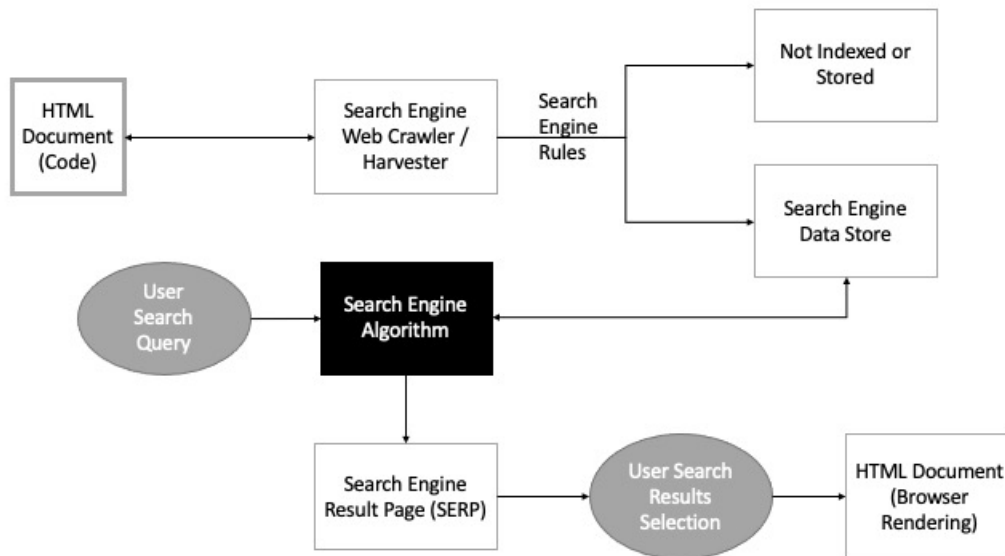 HTML
Document
(Code)
Search Engine
Web Crawler /
Harvester
Search
Engine
Rules
Not Indexed or
Stored
Search Engine
Data Store
User
Search
Query
Search Engine
Algorithm
Search Engine
Result Page (SERP)
User Search
Results
Selection
HTML Document
(Browser
Rendering)